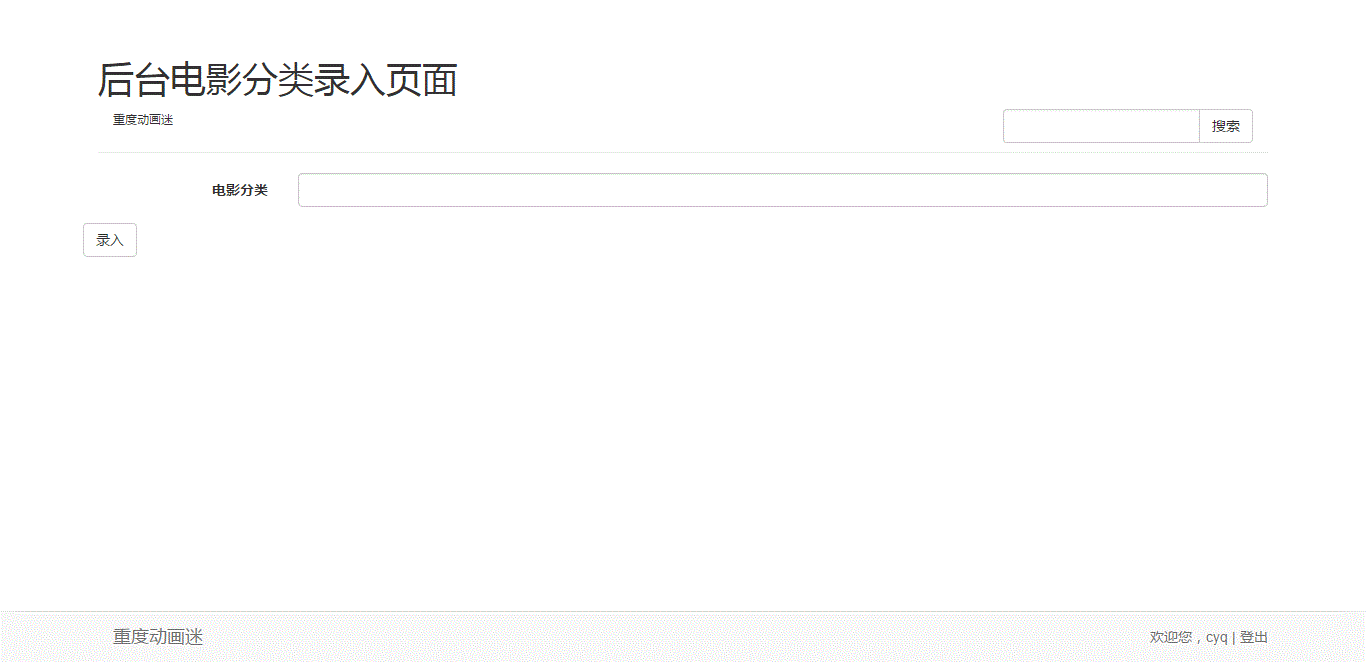 后台电影分类录入页面
重度动画迷
搜索
电影分类
录入
重度动画迷
欢迎您，cyq | 登出